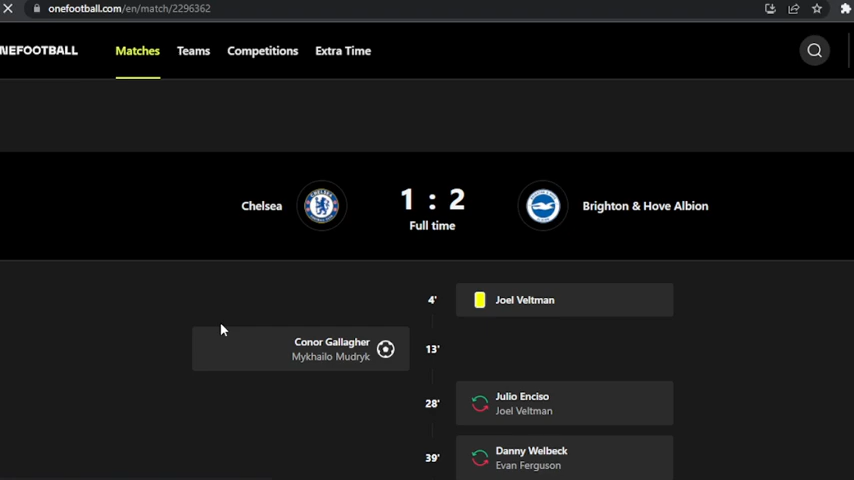 onefootball.com/en/match/2296362
NEFOOTBALL Matches Teams Competitions Extra Time
Chelsea 1 : 2 Brighton & Hove Albion
Full time
4' Joel Veltman
Conor Gallagher
Mykhailo Mudryk 13'
28' Julio Enciso
Joel Veltman
39' Danny Welbeck
Evan Ferguson